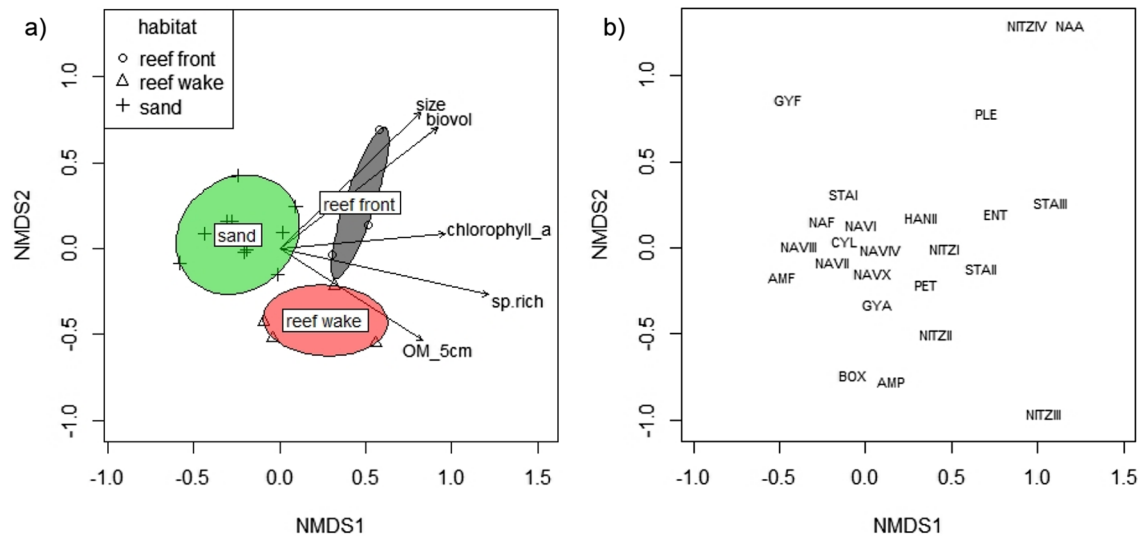 a)
habitat
reef front
reef wake
sand
size
biovol
reef front
sand
chlorophyll_a
sp.rich
reef wake
OM_5cm
1.0
0.5
0.0
-0.5
-1.0
NMDS2
-1.0 -0.5 0.0 0.5 1.0 1.5
NMDS1
b)
NITZIV NAA
GYF
PLE
STAI
STAIII
NAF NAVI HANII ENT
NAVIII CYL NAVIV NITZI
NAVII
STAII
AMF NAVX
PET
GYA
NITZII
BOX AMP
NITZIII
1.0
0.5
0.0
-0.5
-1.0
NMDS2
-1.0 -0.5 0.0 0.5 1.0 1.5
NMDS1